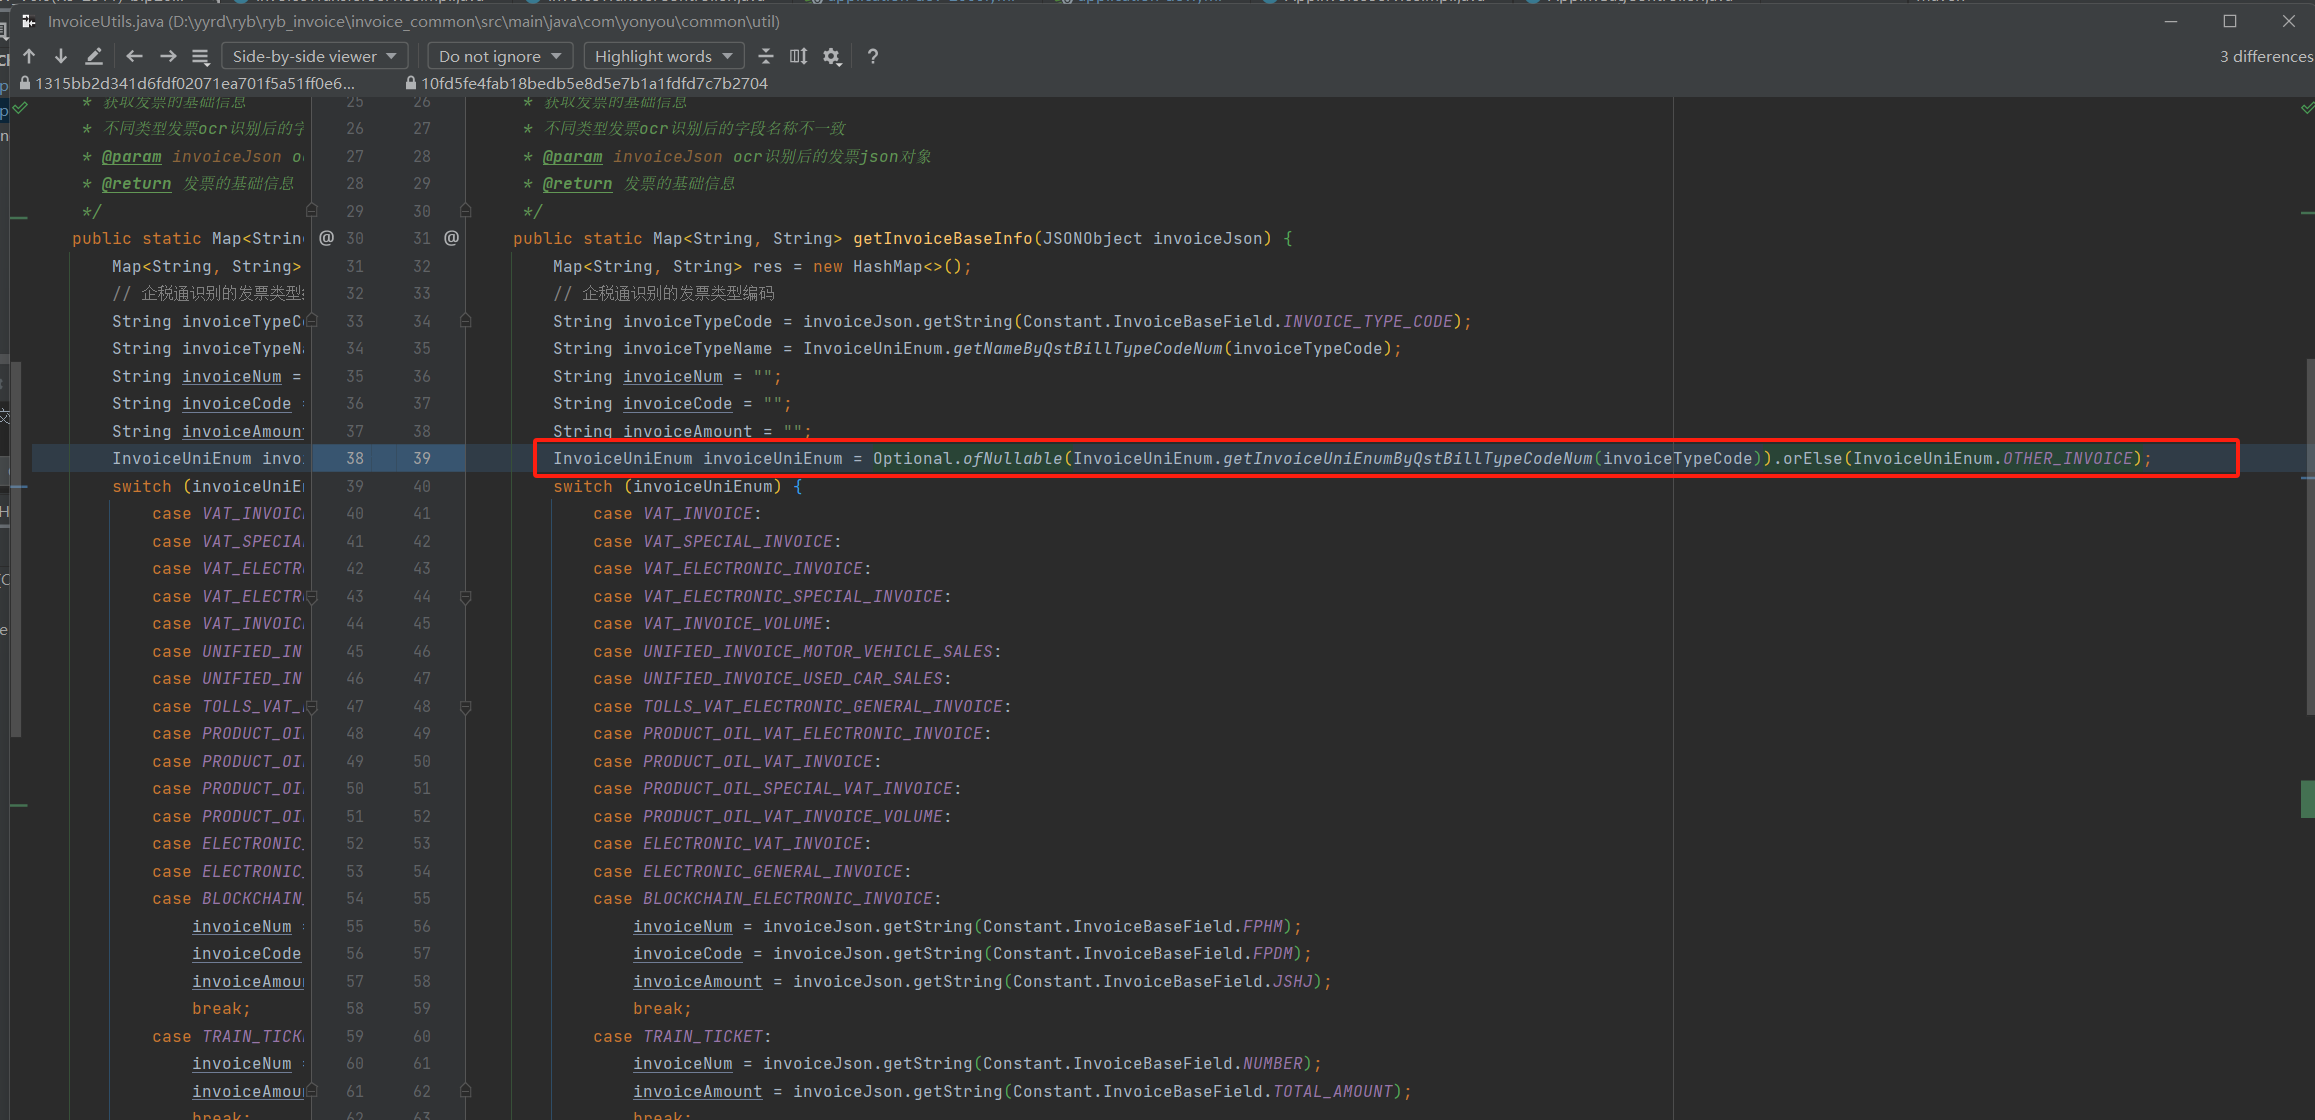 InvoiceUtils.java (D:\yyrd\ryb\ryb_invoice\invoice_common\src\main\java\com\yonyou\common\util)
Side-by-side viewer
Do not ignore
Highlight words
?
3 differences
1315bb2d341d6fdf02071ea701f5a51ff0e6...
10fd5fe4fab18bedb5e8d5e7b1a1fdfd7c7b2704
* 获取发票的基础信息 25 26 * 获取发票的基础信息
* 不同类型发票ocr识别后的字 26 27 * 不同类型发票ocr识别后的字段名称不一致
* @param invoiceJson oc 27 28 * @param invoiceJson ocr识别后的发票json对象
* @return 发票的基础信息 28 29 * @return 发票的基础信息
*/ 29 30 */
public static Map<String @ 30 31 @ public static Map<String, String> getInvoiceBaseInfo(JSONObject invoiceJson) {
Map<String, String> 31 32 Map<String, String> res = new HashMap<>();
// 企税通识别的发票类型 32 33 // 企税通识别的发票类型编码
String invoiceTypeC 33 34 String invoiceTypeCode = invoiceJson.getString(Constant.InvoiceBaseField.INVOICE_TYPE_CODE);
String invoiceTypeNa 34 35 String invoiceTypeName = InvoiceUniEnum.getNameByQstBillTypeCodeNum(invoiceTypeCode);
String invoiceNum = 35 36 String invoiceNum = "";
String invoiceCode = 36 37 String invoiceCode = "";
String invoiceAmount 37 38 String invoiceAmount = "";
InvoiceUniEnum invoi 38 39 InvoiceUniEnum invoiceUniEnum = Optional.ofNullable(InvoiceUniEnum.getInvoiceUniEnumByQstBillTypeCodeNum(invoiceTypeCode)).orElse(InvoiceUniEnum.OTHER_INVOICE);
switch (invoiceUniEn 39 40 switch (invoiceUniEnum) {
case VAT_INVOIC 40 41 case VAT_INVOICE:
case VAT_SPECIA 41 42 case VAT_SPECIAL_INVOICE:
case VAT_ELECTR 42 43 case VAT_ELECTRONIC_INVOICE:
case VAT_ELECTR 43 44 case VAT_ELECTRONIC_SPECIAL_INVOICE:
case VAT_INVOIC 44 45 case VAT_INVOICE_VOLUME:
case UNIFIED_IN 45 46 case UNIFIED_INVOICE_MOTOR_VEHICLE_SALES:
case UNIFIED_IN 46 47 case UNIFIED_INVOICE_USED_CAR_SALES:
case TOLLS_VAT_ 47 48 case TOLLS_VAT_ELECTRONIC_GENERAL_INVOICE:
case PRODUCT_OI 48 49 case PRODUCT_OIL_VAT_ELECTRONIC_INVOICE:
case PRODUCT_OI 49 50 case PRODUCT_OIL_VAT_INVOICE:
case PRODUCT_OI 50 51 case PRODUCT_OIL_SPECIAL_VAT_INVOICE:
case PRODUCT_OI 51 52 case PRODUCT_OIL_VAT_INVOICE_VOLUME:
case ELECTRONIC_ 52 53 case ELECTRONIC_VAT_INVOICE:
case ELECTRONIC_ 53 54 case ELECTRONIC_GENERAL_INVOICE:
case BLOCKCHAIN_ 54 55 case BLOCKCHAIN_ELECTRONIC_INVOICE:
invoiceNum = 55 56 invoiceNum = invoiceJson.getString(Constant.InvoiceBaseField.FPHM);
invoiceCode 56 57 invoiceCode = invoiceJson.getString(Constant.InvoiceBaseField.FPDM);
invoiceAmou 57 58 invoiceAmount = invoiceJson.getString(Constant.InvoiceBaseField.JSHJ);
break; 58 59 break;
case TRAIN_TICK 59 60 case TRAIN_TICKET:
invoiceNum = 60 61 invoiceNum = invoiceJson.getString(Constant.InvoiceBaseField.NUMBER);
invoiceAmou 61 62 invoiceAmount = invoiceJson.getString(Constant.InvoiceBaseField.TOTAL_AMOUNT);
break; 62 63 break;